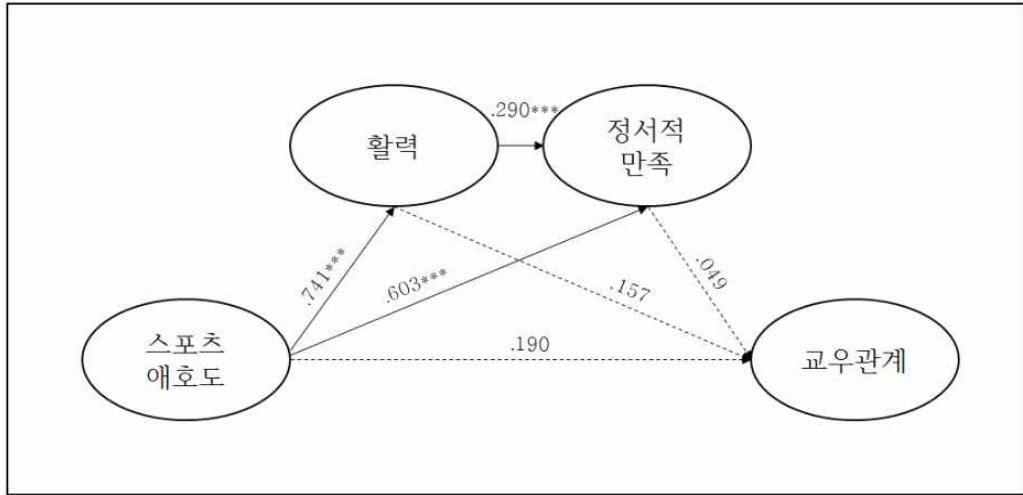 .290***
활력
정서적
만족
.741***
.603***
.157
.049
스포츠
애호도
.190
교우관계